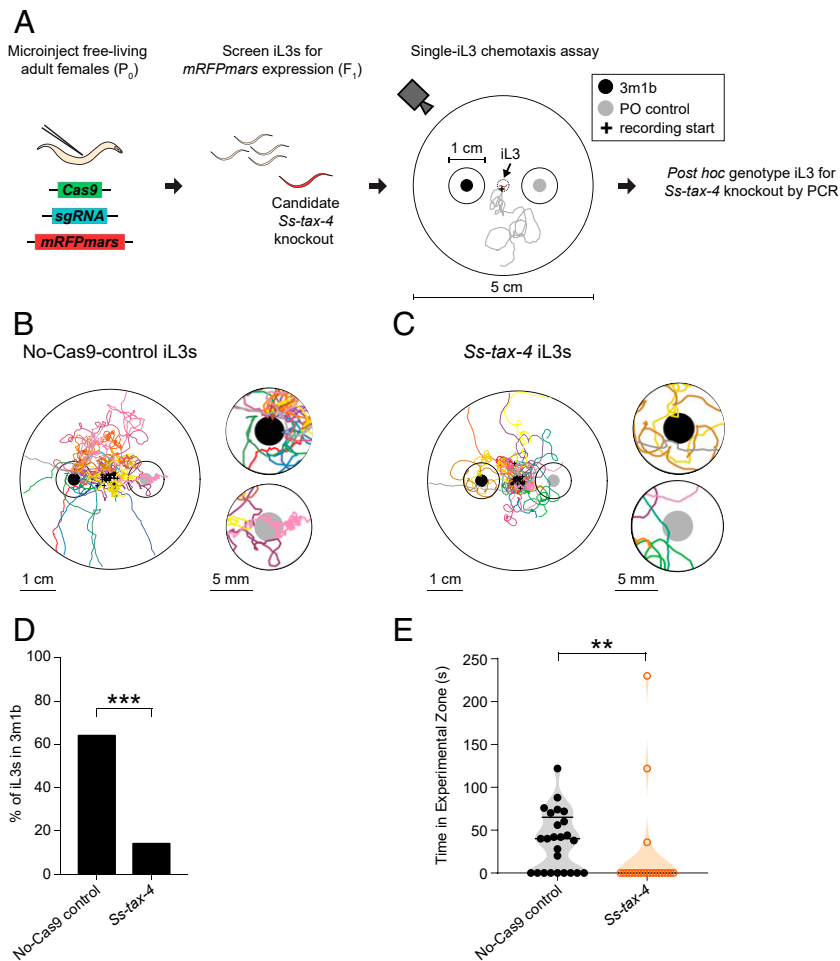 A
Microinject free-living
adult females (P0)
Screen iL3s for
mRFPmars expression (F1)
Single-iL3 chemotaxis assay
3m1b
PO control
recording start
1 cm
iL3
Cas9
sgRNA
mRFPmars
Candidate
Ss-tax-4
knockout
Post hoc genotype iL3 for
Ss-tax-4 knockout by PCR
5 cm
B
No-Cas9-control iL3s
1 cm
5 mm
C
Ss-tax-4 iL3s
1 cm
5 mm
D
100
80
60
40
20
0
% of iL3s in 3m1b
***
No-Cas9 control
Ss-tax-4
E
250
200
150
100
50
0
Time in Experimental Zone (s)
**
No-Cas9 control
Ss-tax-4